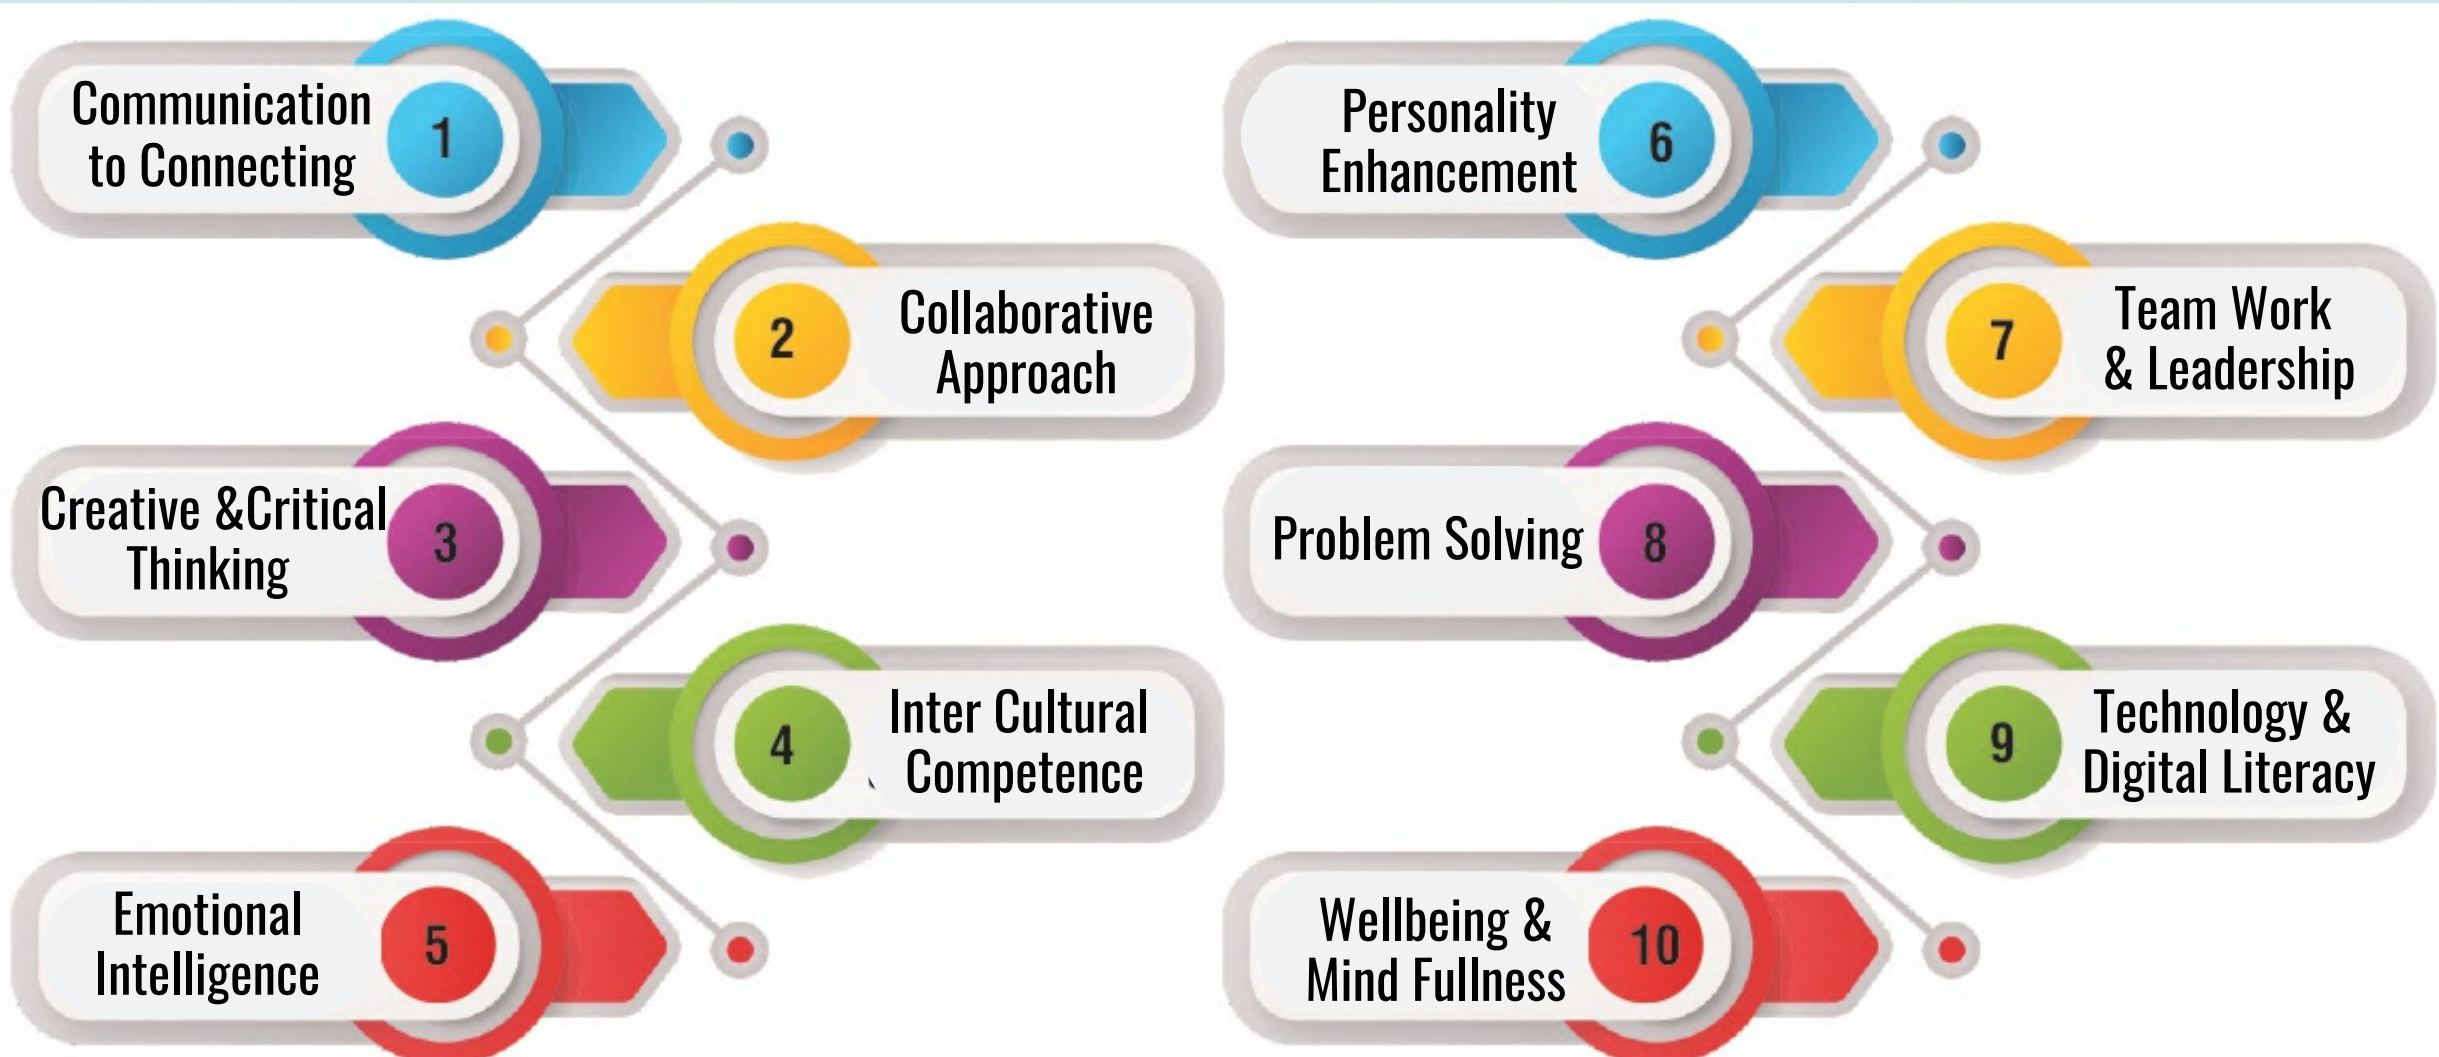 Communication
to Connecting
1
2
Collaborative
Approach
Creative &Critical
Thinking
3
4
Inter Cultural
Competence
Emotional
Intelligence
5
Personality
Enhancement
6
7
Team Work
& Leadership
Problem Solving
8
9
Technology &
Digital Literacy
Wellbeing &
Mind Fullness
10